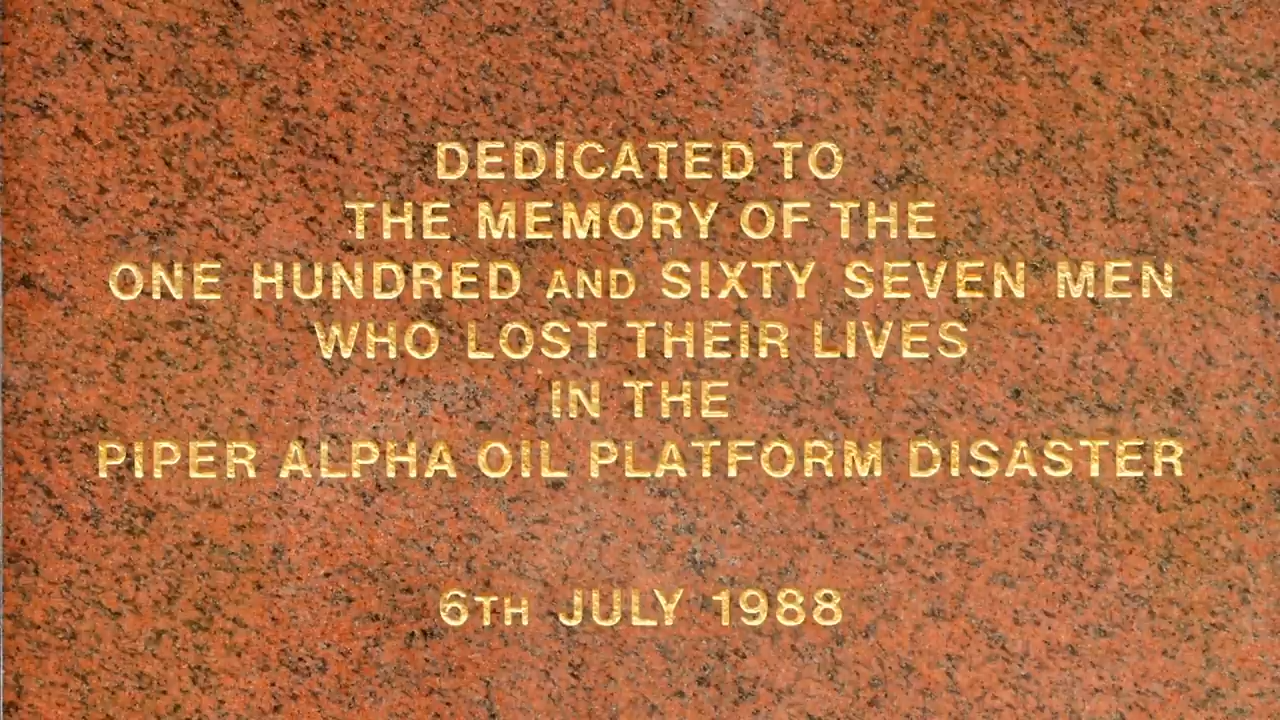 DEDICATED TO
THE MEMORY OF THE
ONE HUNDRED AND SIXTY SEVEN MEN
WHO LOST THEIR LIVES
IN THE
PIPER ALPHA OIL PLATFORM DISASTER
6TH JULY 1988